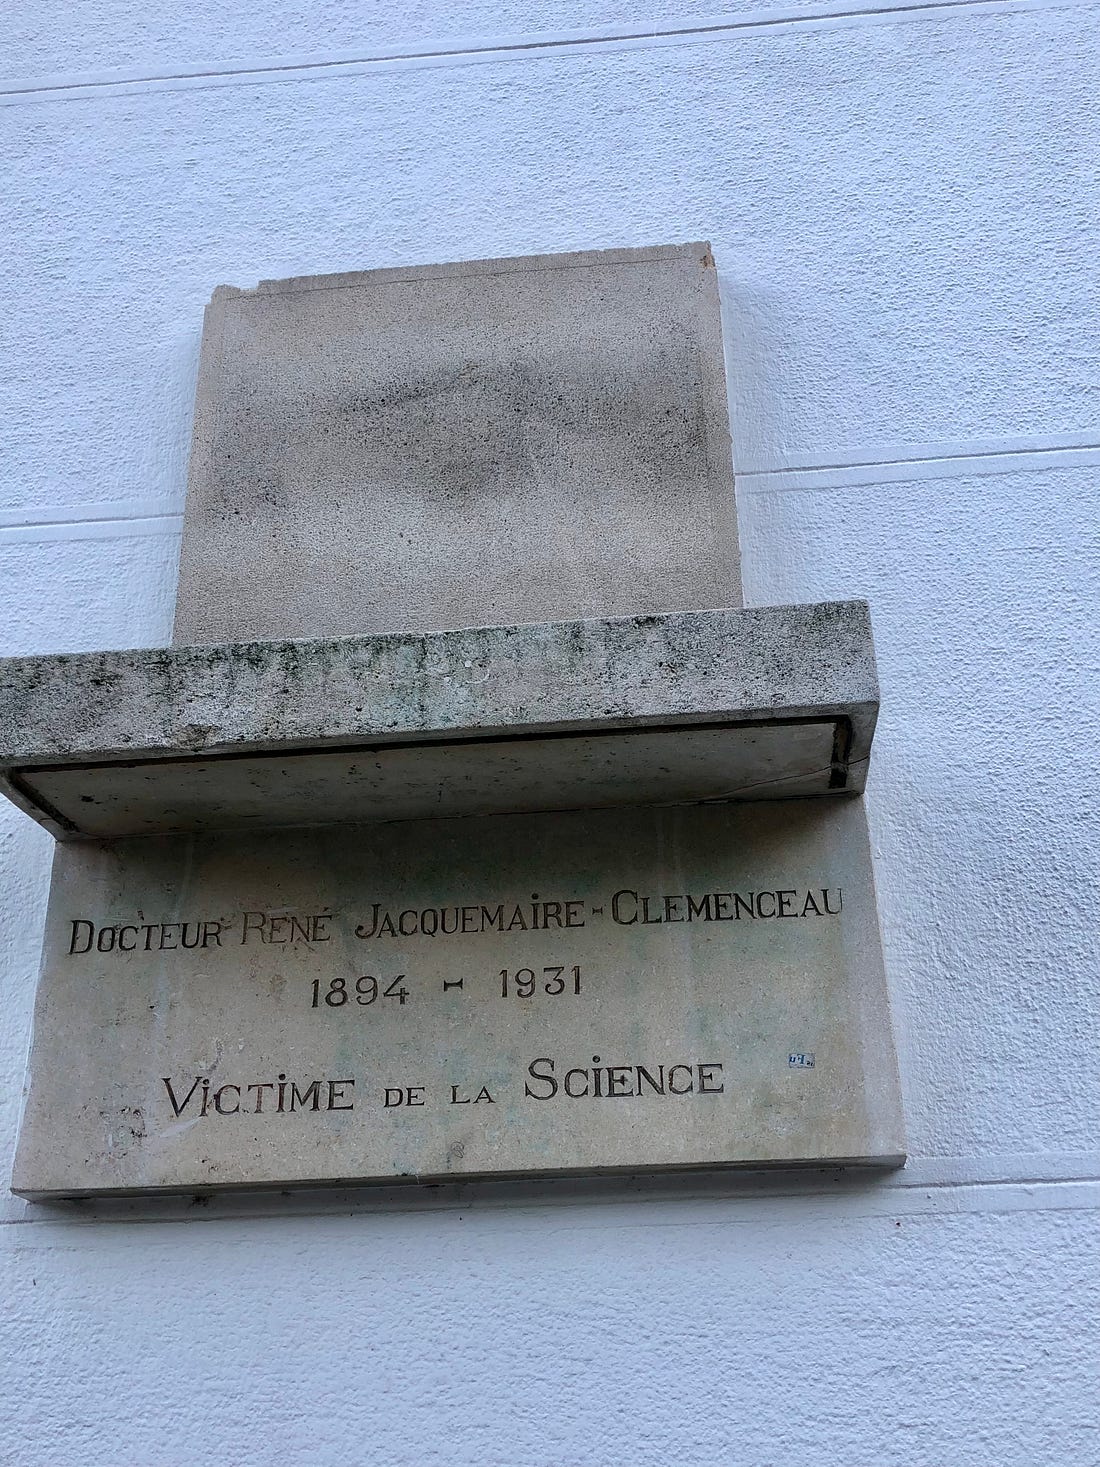 Docteur René Jacquemaire-Clemenceau
1894 - 1931
Victime de la Science